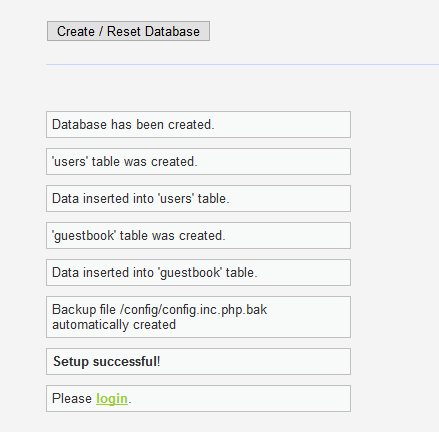 Create / Reset Database
Database has been created.
'users' table was created.
Data inserted into 'users' table.
'guestbook' table was created.
Data inserted into 'guestbook' table.
Backup file /config/config.inc.php.bak
automatically created
Setup successful!
Please login.